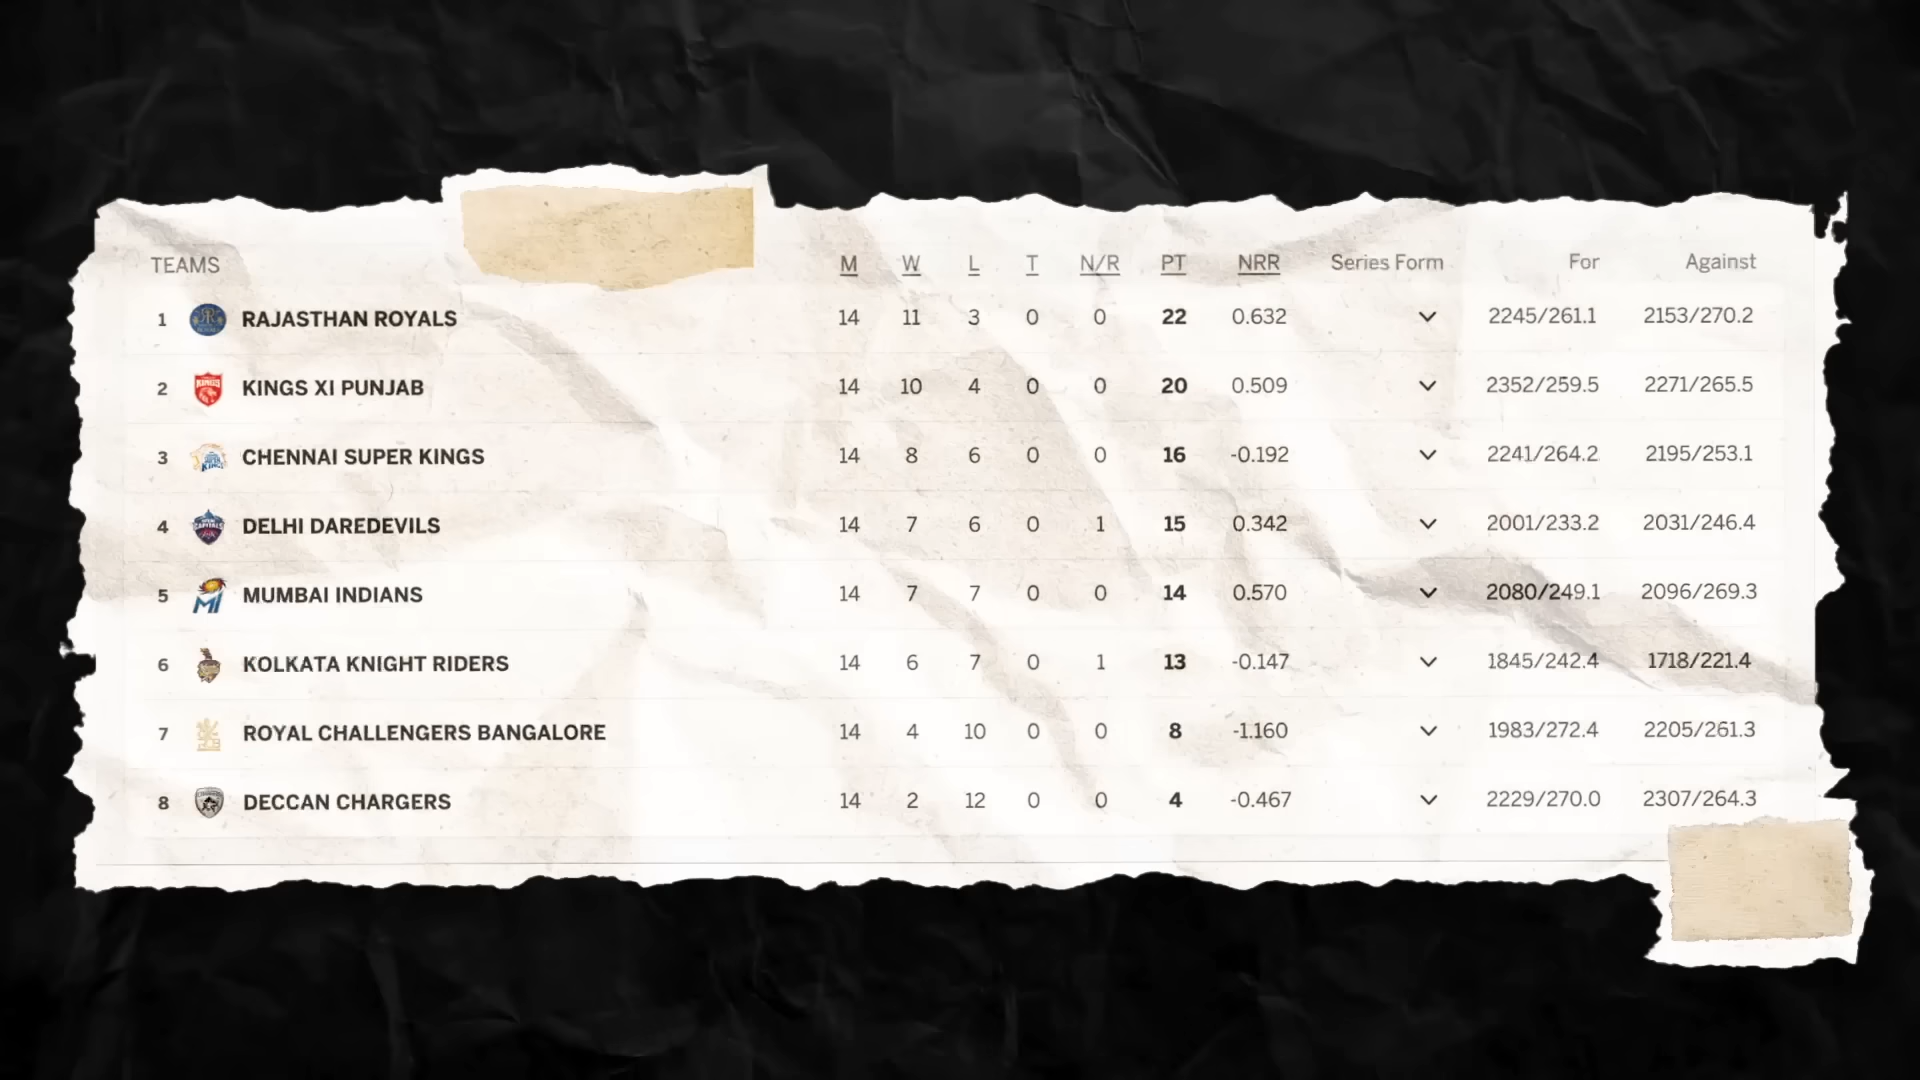 TEAMS M W L T N/R PT NRR Series Form For Against
1 RAJASTHAN ROYALS 14 11 3 0 0 22 0.632 2245/261.1 2153/270.2
2 KINGS XI PUNJAB 14 10 4 0 0 20 0.509 2352/259.5 2271/265.5
3 CHENNAI SUPER KINGS 14 8 6 0 0 16 -0.192 2241/264.2 2195/253.1
4 DELHI DAREDEVILS 14 7 6 0 1 15 0.342 2001/233.2 2031/246.4
5 MUMBAI INDIANS 14 7 7 0 0 14 0.570 2080/249.1 2096/269.3
6 KOLKATA KNIGHT RIDERS 14 6 7 0 1 13 -0.147 1845/242.4 1718/221.4
7 ROYAL CHALLENGERS BANGALORE 14 4 10 0 0 8 -1.160 1983/272.4 2205/261.3
8 DECCAN CHARGERS 14 2 12 0 0 4 -0.467 2229/270.0 2307/264.3